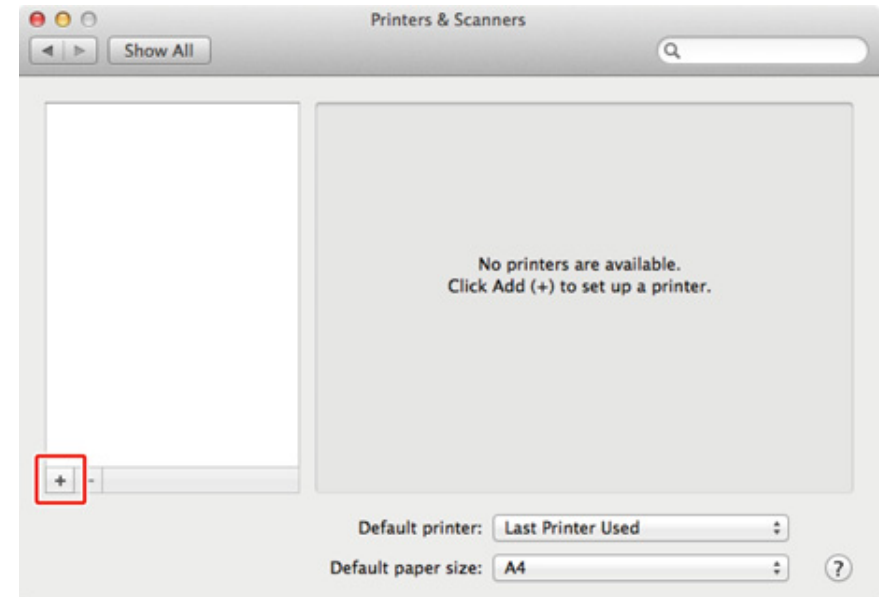 Printers & Scanners
Show All
No printers are available.
Click Add (+) to set up a printer.
+ -
Default printer: Last Printer Used
Default paper size: A4 ?